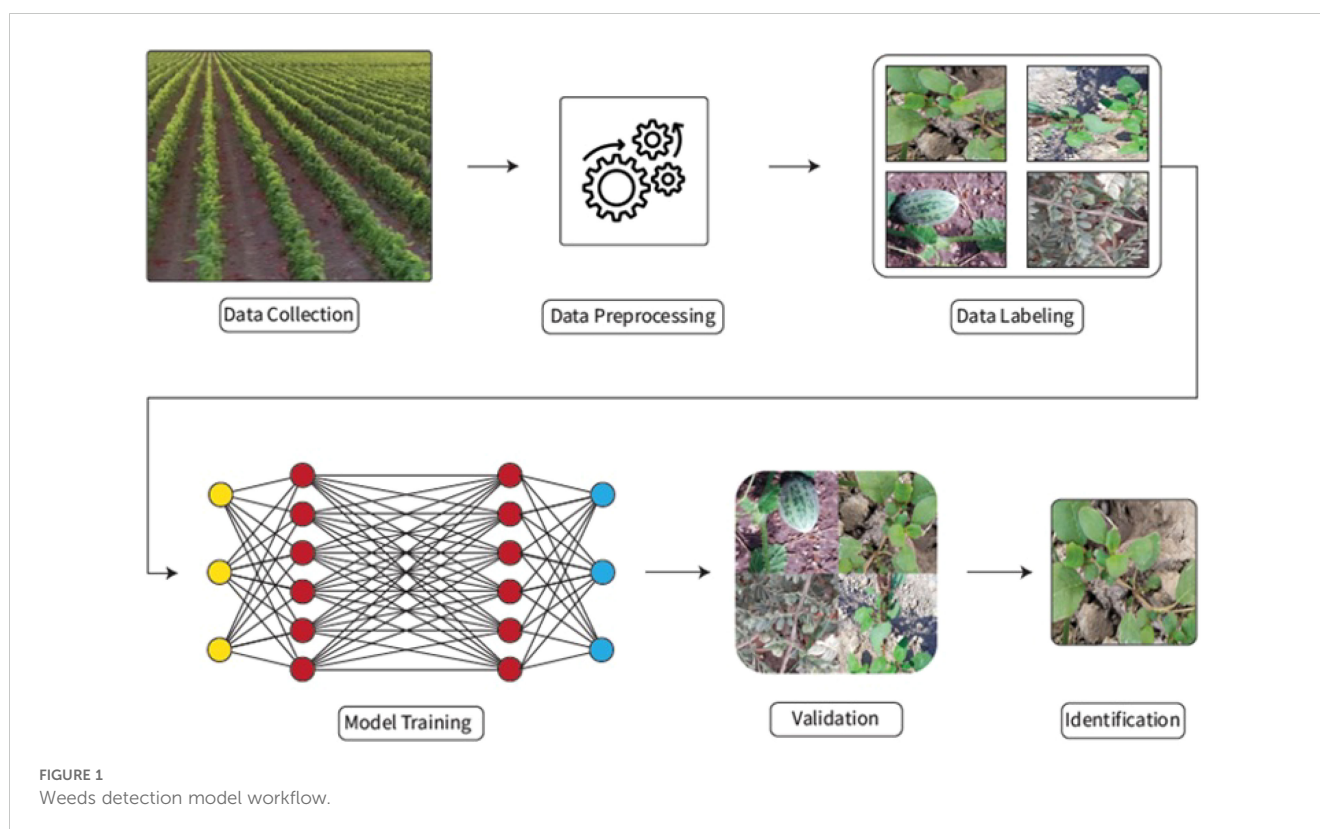 Data Collection
Data Preprocessing
Data Labeling
Model Training
Validation
Identification
FIGURE 1
Weeds detection model workflow.